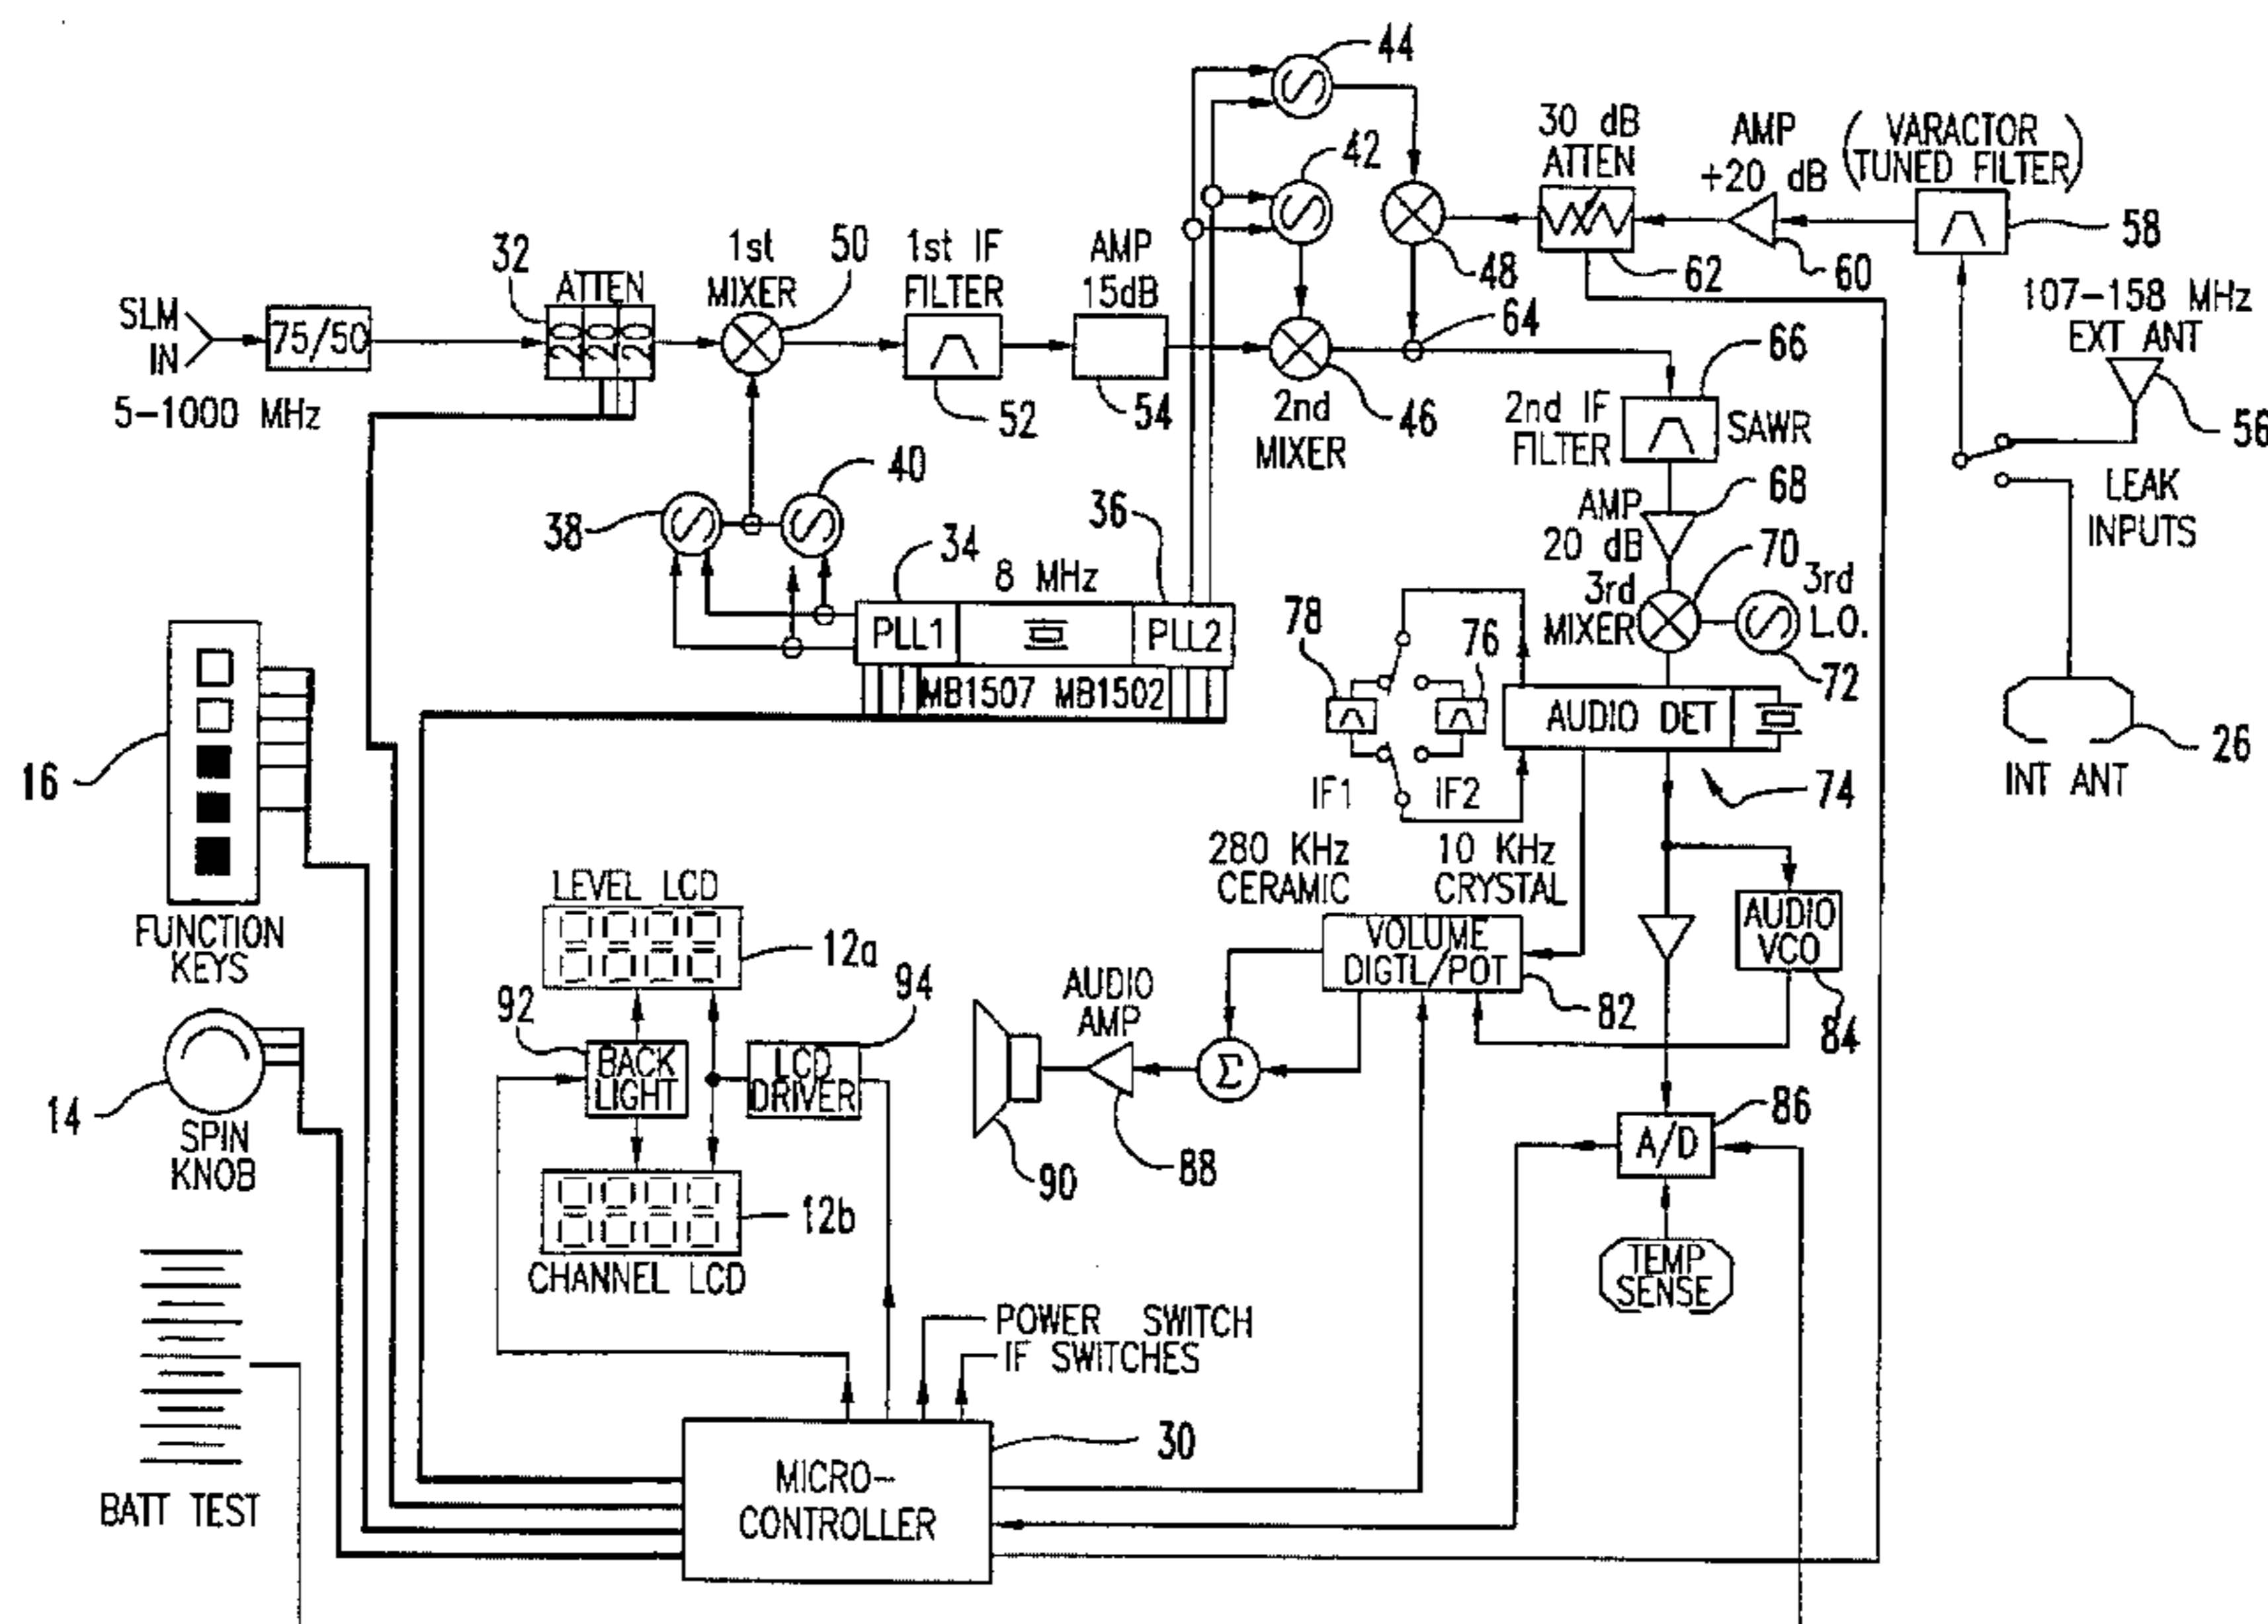 44
30 dB
ATTEN
AMP
+20 dB
(VARACTOR
TUNED FILTER)
42
32
ATTEN
20 20 20
1st
MIXER
50
1st IF
FILTER
AMP
15dB
48
62
60
58
SLM
IN
75/50
5-1000 MHz
52
54
2nd
MIXER
46
64
107-158 MHz
EXT ANT
56
66
2nd IF
FILTER
SAWR
LEAK
INPUTS
38
40
34
8 MHz
36
AMP
20 dB
68
70
3rd
MIXER
3rd
L.O.
72
PLL1
PLL2
MB1507 MB1502
78
76
AUDIO DET
74
26
INT ANT
IF1
IF2
16
FUNCTION
KEYS
280 KHz
CERAMIC
10 KHz
CRYSTAL
LEVEL LCD
12a
VOLUME
DIGTL/POT
82
AUDIO
VCO
84
92
BACK
LIGHT
94
LCD
DRIVER
AUDIO
AMP
Σ
88
90
14
SPIN
KNOB
86
A/D
12b
CHANNEL LCD
TEMP
SENSE
POWER SWITCH
IF SWITCHES
BATT TEST
30
MICRO-
CONTROLLER